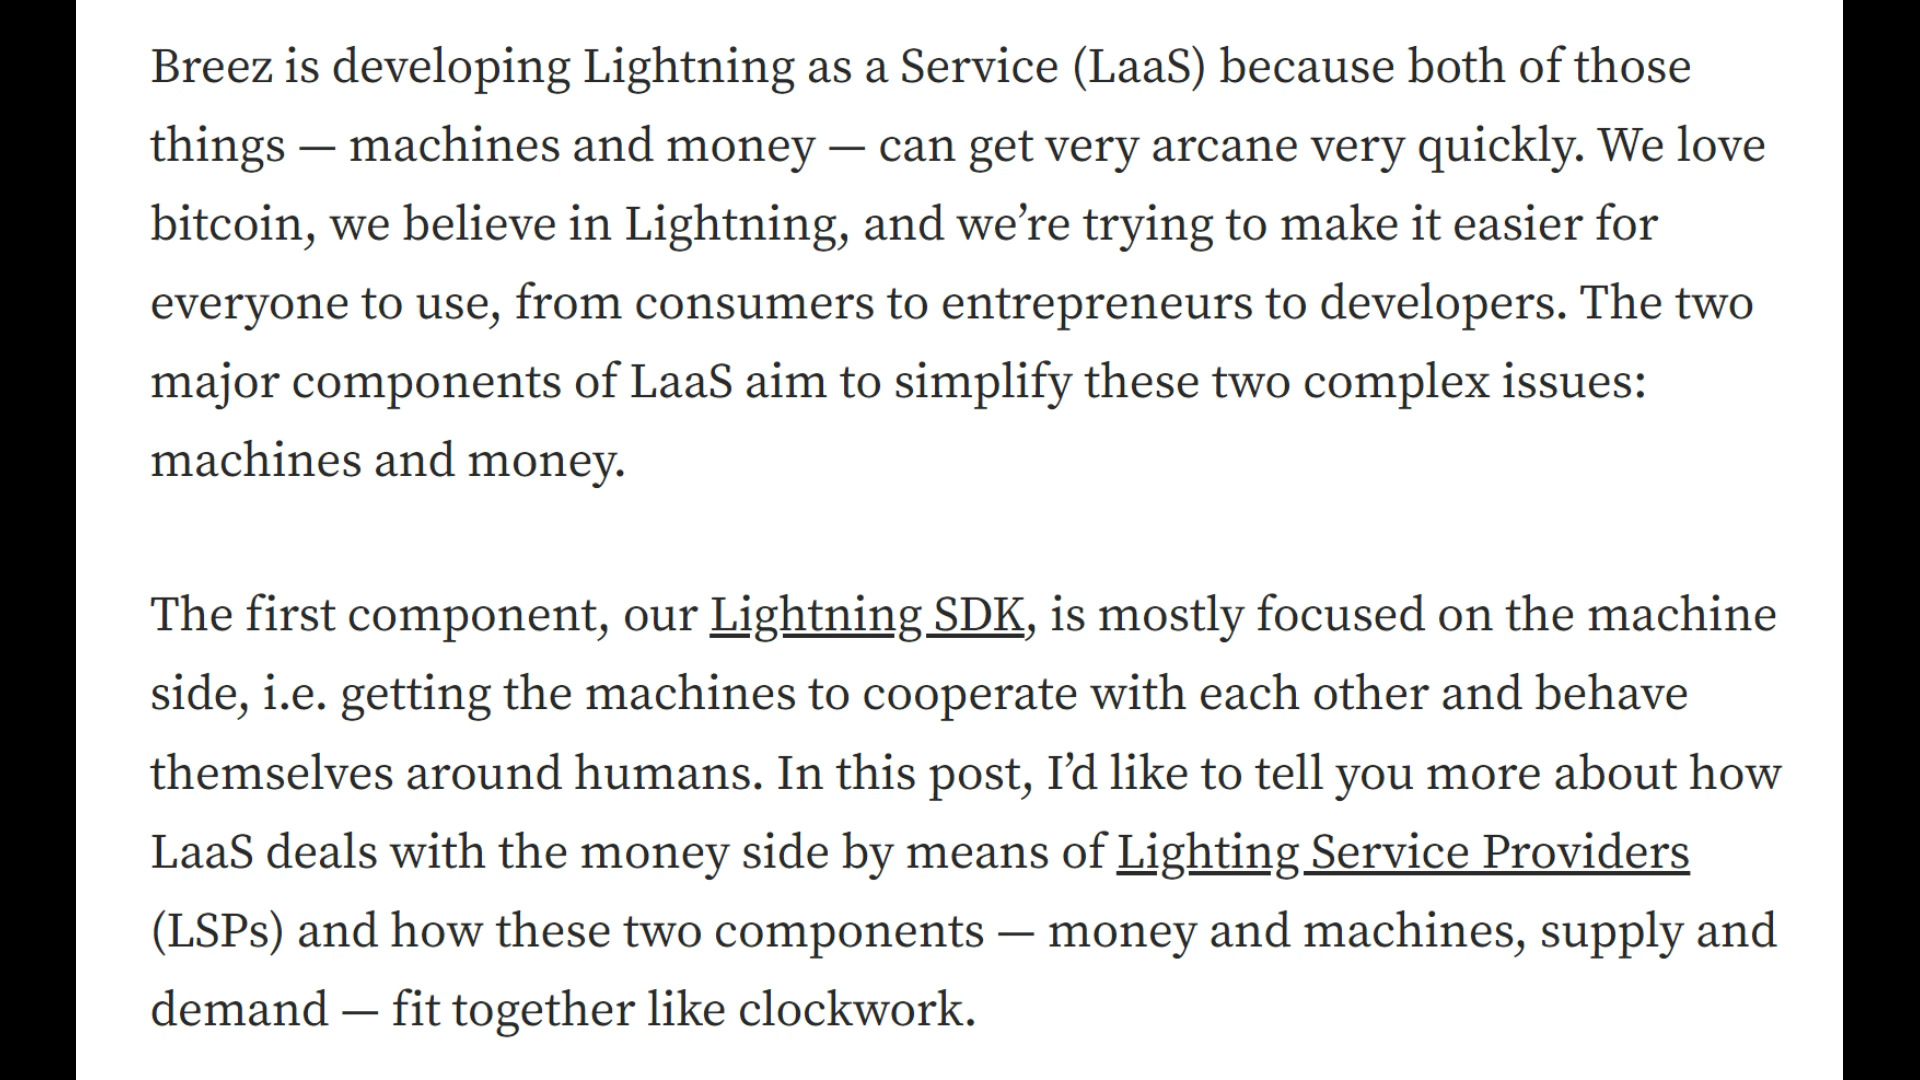 Breez is developing Lightning as a Service (LaaS) because both of those
things — machines and money — can get very arcane very quickly. We love
bitcoin, we believe in Lightning, and we’re trying to make it easier for
everyone to use, from consumers to entrepreneurs to developers. The two
major components of LaaS aim to simplify these two complex issues:
machines and money.
The first component, our Lightning SDK, is mostly focused on the machine
side, i.e. getting the machines to cooperate with each other and behave
themselves around humans. In this post, I’d like to tell you more about how
LaaS deals with the money side by means of Lighting Service Providers
(LSPs) and how these two components — money and machines, supply and
demand — fit together like clockwork.